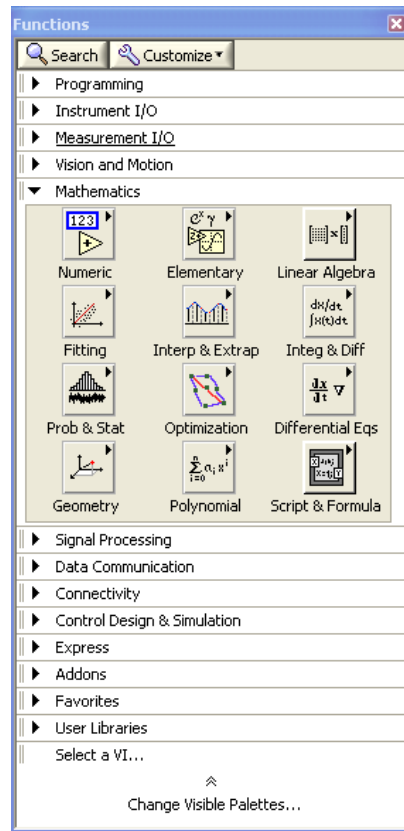 Functions
Search Customize
Programming
Instrument I/O
Measurement I/O
Vision and Motion
Mathematics
123
Numeric Elementary Linear Algebra
dx/dt
∫x(t)dt
Fitting Interp & Extrap Integ & Diff
dx/dt ∇
Prob & Stat Optimization Differential Eqs
Geometry Polynomial Script & Formula
Signal Processing
Data Communication
Connectivity
Control Design & Simulation
Express
Addons
Favorites
User Libraries
Select a VI...
Change Visible Palettes...